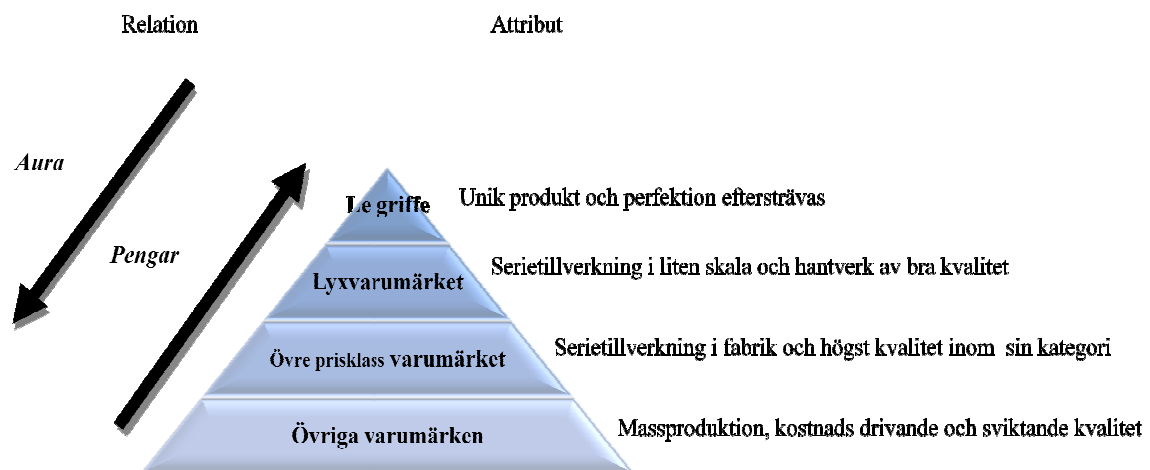 Relation
Attribut
Aura
Pengar
Le griffe
Unik produkt och perfektion eftersträvas
Lyxvarumärket
Serietillverkning i liten skala och hantverk av bra kvalitet
Övre prisklass varumärket
Serietillverkning i fabrik och högst kvalitet inom sin kategori
Övriga varumärken
Massproduktion, kostnads drivande och sviktande kvalitet